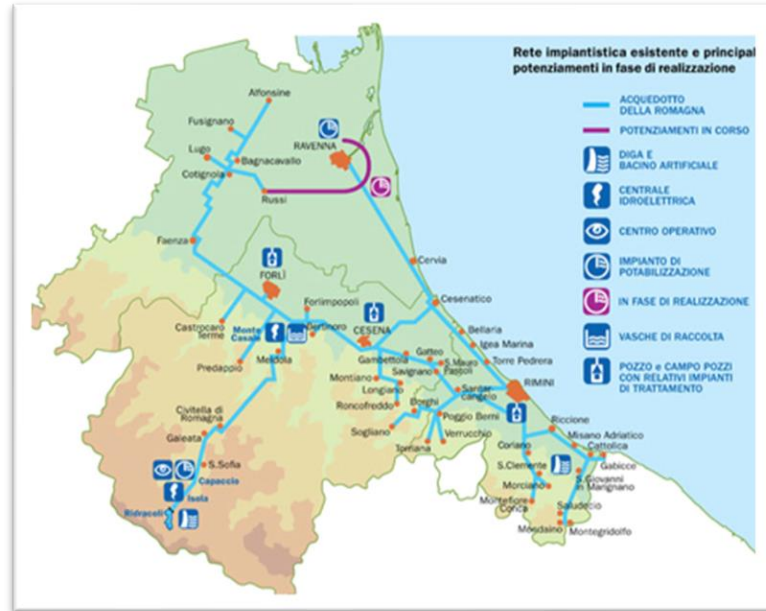 Rete impiantistica esistente e principal
potenziamenti in fase di realizzazione
ACQUEDOTTO
DELLA ROMAGNA
POTENZIAMENTI IN CORSO
DIGA E
BACINO ARTIFICIALE
CENTRALE
IDROELETTRICA
CENTRO OPERATIVO
IMPIANTO DI
POTABILIZZAZIONE
IN FASE DI REALIZZAZIONE
VASCHE DI RACCOLTA
POZZO e CAMPO POZZI
CON RELATIVI IMPIANTI
DI TRATTAMENTO
Alfonsine
Fusignano
Lugo
RAVENNA
Bagnacavallo
Cotignola
Russi
Faenza
Cervia
FORLÌ
Cesenatico
Forlimpopoli
Castrocaro
Terme
Monte
Casale
Bertinoro
CESENA
Bellaria
Igea Marina
Predappio
Meldola
Gambettola
Gatteo
S. Mauro
Pascoli
Torre Pedrera
Savignano
Montiano
Longiano
Santar-
cangelo
RIMINI
Roncofreddo
Borghi
Poggio Berni
Civitella di
Romagna
Sogliano
Riccione
Galeata
Torriana
Verrucchio
Coriano
Misano Adriatico
Cattolica
S.Sofia
S.Clemente
Gabicce
Capaccio
Morciano
S.Giovanni
in Marignano
Isola
Montefiore
Conca
Saludecio
Ridracoli
Mondaino
Montegridolfo